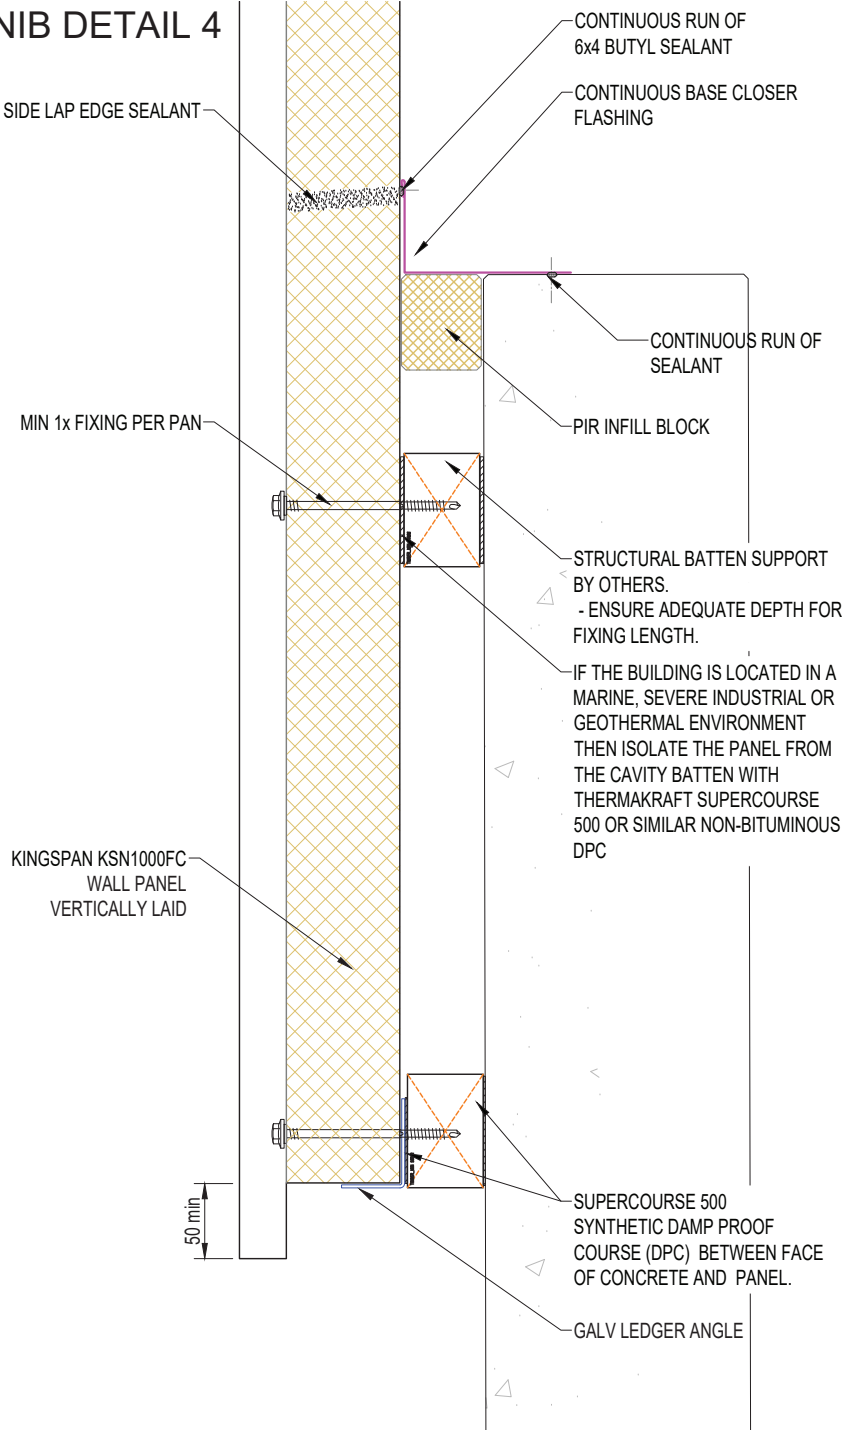 NIB DETAIL 4
CONTINUOUS RUN OF
6x4 BUTYL SEALANT
SIDE LAP EDGE SEALANT
CONTINUOUS BASE CLOSER
FLASHING
CONTINUOUS RUN OF
SEALANT
MIN 1x FIXING PER PAN
PIR INFILL BLOCK
STRUCTURAL BATTEN SUPPORT
BY OTHERS.
- ENSURE ADEQUATE DEPTH FOR
FIXING LENGTH.
IF THE BUILDING IS LOCATED IN A
MARINE, SEVERE INDUSTRIAL OR
GEOTHERMAL ENVIRONMENT
THEN ISOLATE THE PANEL FROM
THE CAVITY BATTEN WITH
THERMAKRAFT SUPERCOURSE
500 OR SIMILAR NON-BITUMINOUS
DPC
KINGSPAN KSN1000FC
WALL PANEL
VERTICALLY LAID
50 min
SUPERCOURSE 500
SYNTHETIC DAMP PROOF
COURSE (DPC) BETWEEN FACE
OF CONCRETE AND PANEL.
GALV LEDGER ANGLE